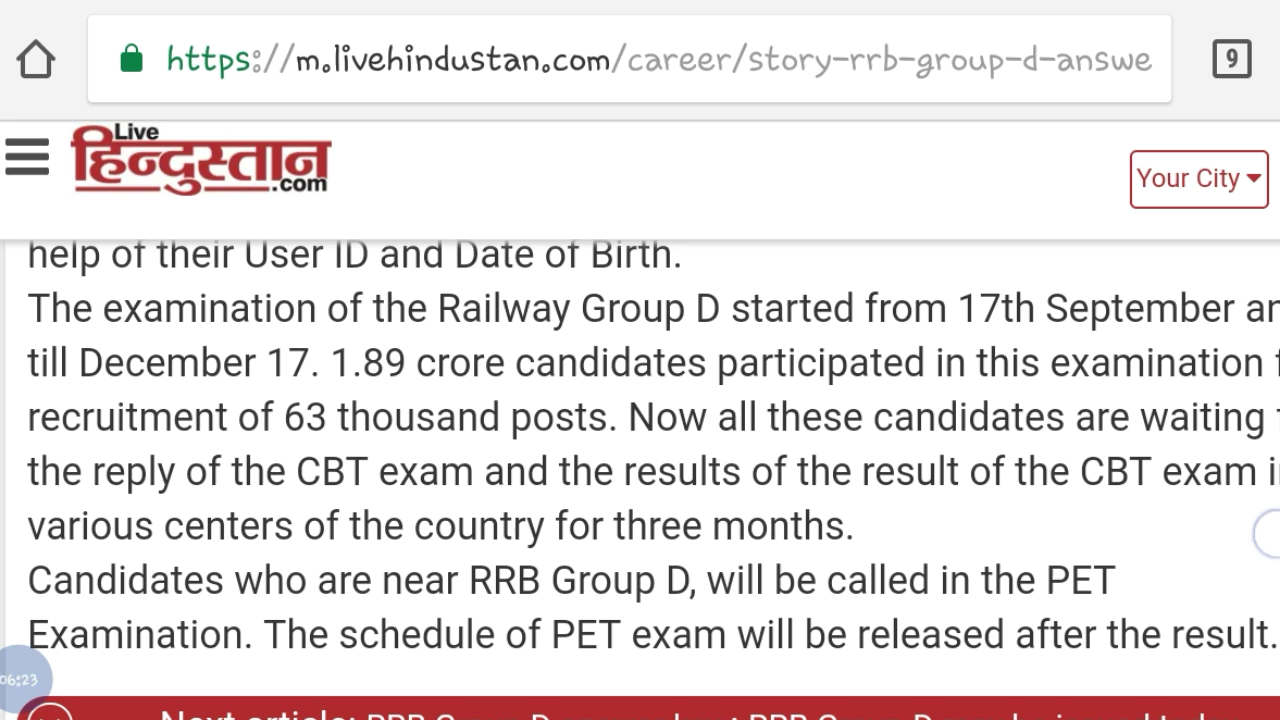 https://m.livehindustan.com/career/story-rrb-group-d-answe
9
Live
हिन्दुस्तान
.com
Your City
help of their User ID and Date of Birth.
The examination of the Railway Group D started from 17th September
till December 17. 1.89 crore candidates participated in this examination
recruitment of 63 thousand posts. Now all these candidates are waiting
the reply of the CBT exam and the results of the result of the CBT exam
various centers of the country for three months.
Candidates who are near RRB Group D, will be called in the PET
Examination. The schedule of PET exam will be released after the result.
06:23
Next article: RRB Group D